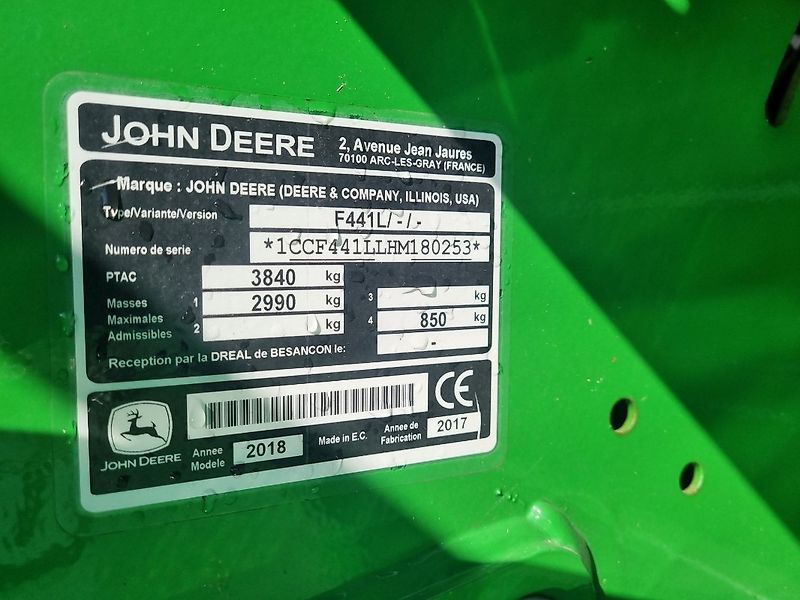 JOHN DEERE
2, Avenue Jean Jaures
70100 ARC-LES-GRAY (FRANCE)
Marque : JOHN DEERE (DEERE & COMPANY, ILLINOIS, USA)
Type/Variante/Version F441L/-/-
Numero de serie *1CCF441LLHM180253*
PTAC 3840 kg
Masses 1 2990 kg 3 kg
Maximales
Admissibles 2 kg 4 850 kg
-
Reception par la DREAL de BESANCON le:
JOHN DEERE
Annee Modele 2018
Made in E.C.
Annee de Fabrication 2017
CE